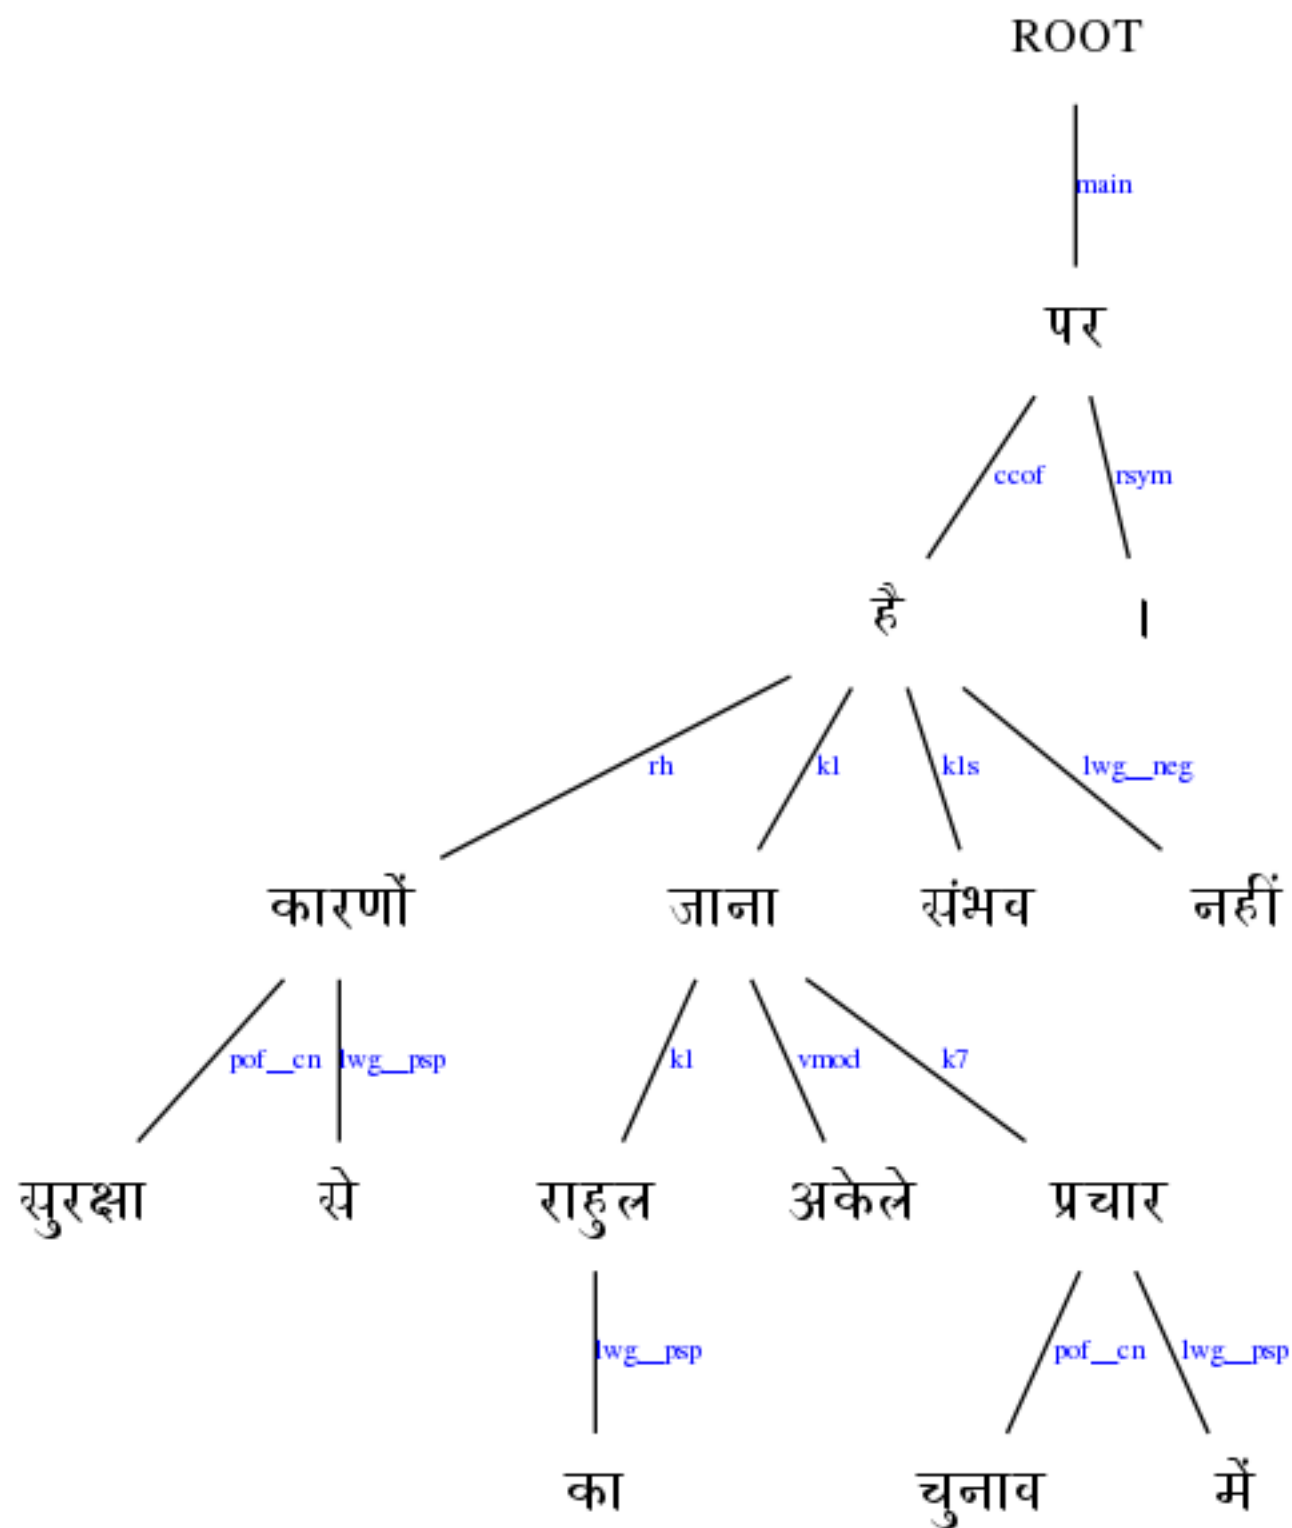 ROOT
main
पर
ccof rsym
है ।
rh k1 k1s lwg__neg
कारणों जाना संभव नहीं
pof__cn lwg__psp k1 vmod k7
सुरक्षा से राहुल अकेले प्रचार
lwg__psp pof__cn lwg__psp
का चुनाव में